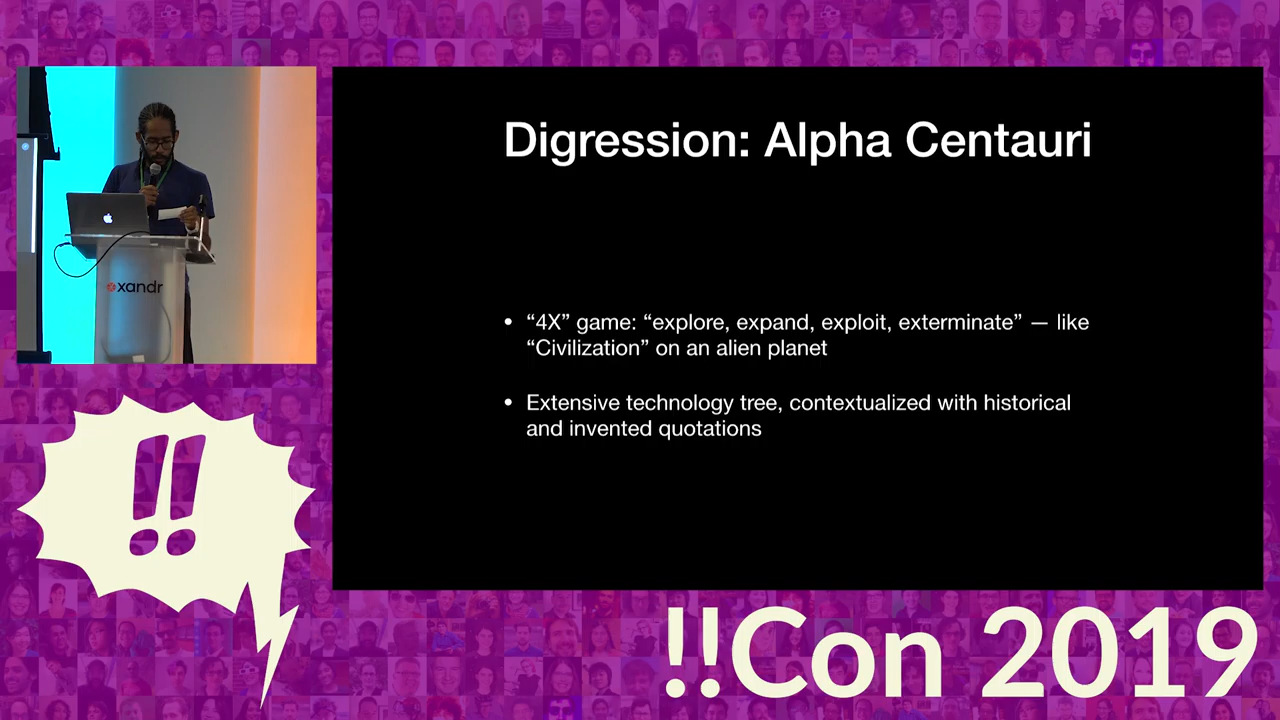 Digression: Alpha Centauri
• “4X” game: “explore, expand, exploit, exterminate” — like
“Civilization” on an alien planet
• Extensive technology tree, contextualized with historical
and invented quotations
xandr
!!
!!Con 2019